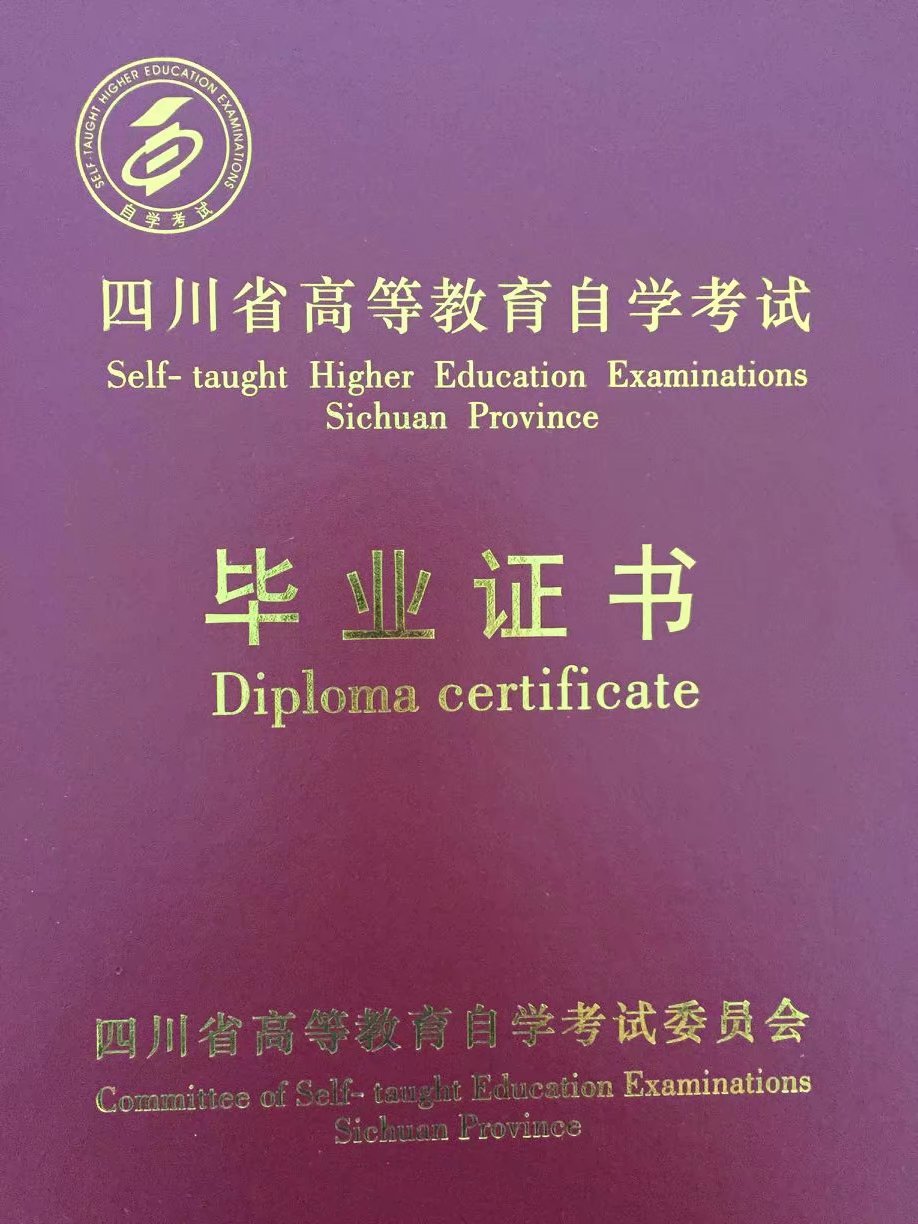 SELF-TAUGHT HIGHER EDUCATION EXAMINATIONS
自学考试
四川省高等教育自学考试
Self- taught Higher Education Examinations
Sichuan Province
毕业证书
Diploma certificate
四川省高等教育自学考试委员会
Committee of Self- taught Education Examinations
Sichuan Province